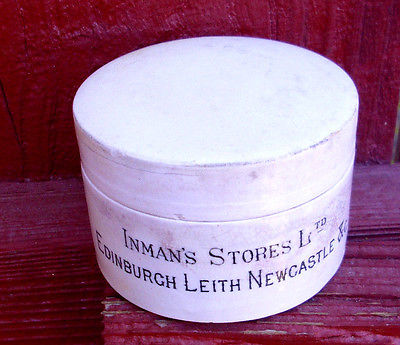 INMAN'S STORES LTD
EDINBURGH LEITH NEWCASTLE &C